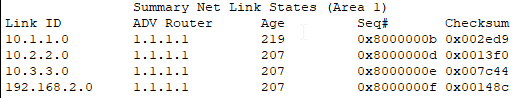 Summary Net Link States (Area 1)
Link ID ADV Router Age Seq# Checksum
10.1.1.0 1.1.1.1 219 0x8000000b 0x002ed9
10.2.2.0 1.1.1.1 207 0x8000000d 0x0013f0
10.3.3.0 1.1.1.1 207 0x8000000e 0x007c44
192.168.2.0 1.1.1.1 207 0x8000000f 0x00148c